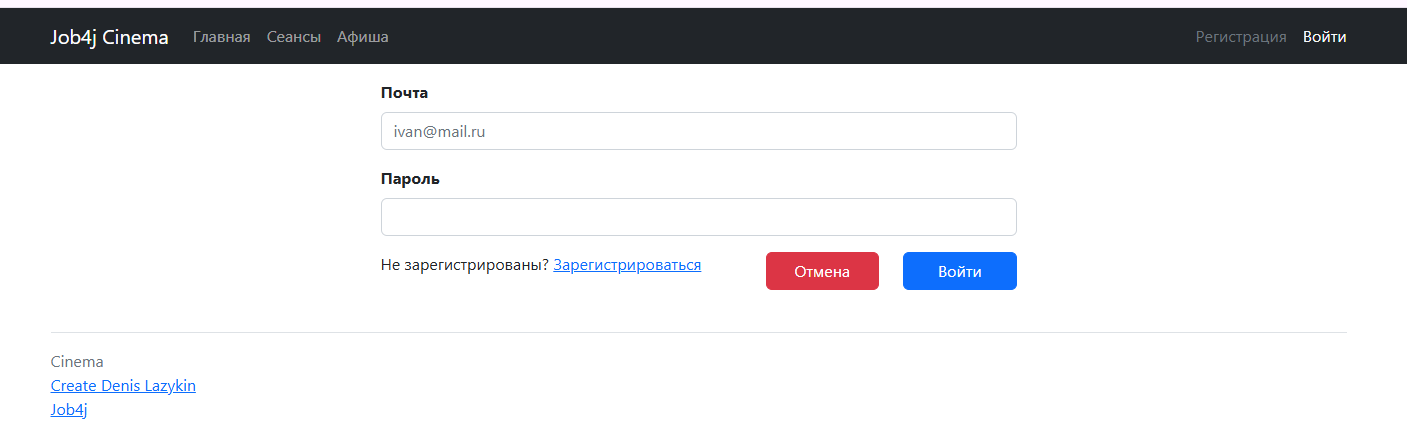 Job4j Cinema Главная Сеансы Афиша Регистрация Войти
Почта
ivan@mail.ru
Пароль
Не зарегистрированы? Зарегистрироваться Отмена Войти
Cinema
Create Denis Lazykin
Job4j